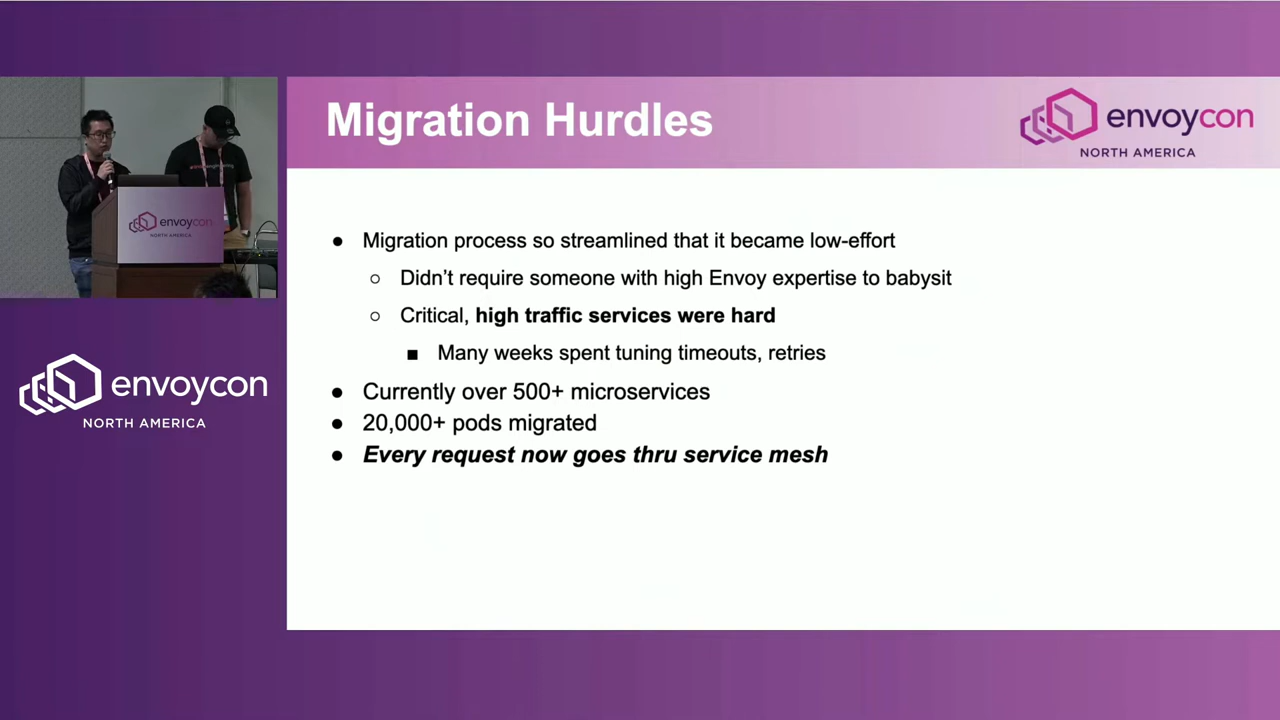 Migration Hurdles
envoycon
NORTH AMERICA
● Migration process so streamlined that it became low-effort
○ Didn’t require someone with high Envoy expertise to babysit
○ Critical, high traffic services were hard
■ Many weeks spent tuning timeouts, retries
● Currently over 500+ microservices
● 20,000+ pods migrated
● Every request now goes thru service mesh
envoycon
NORTH AMERICA
envoycon
NORTH AMERICA